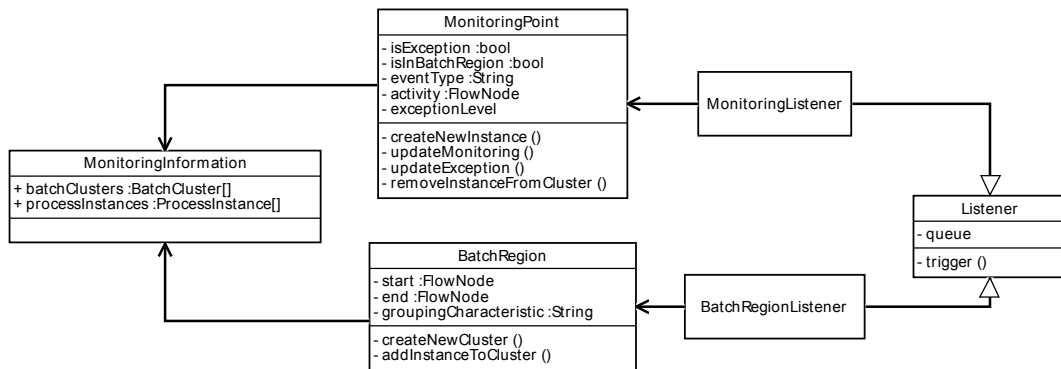 MonitoringPoint
- isException :bool
- isInBatchRegion :bool
- eventType :String
- activity :FlowNode
- exceptionLevel
- createNewInstance ()
- updateMonitoring ()
- updateException ()
- removeInstanceFromCluster ()
MonitoringListener
MonitoringInformation
+ batchClusters :BatchCluster[]
+ processInstances :ProcessInstance[]
Listener
- queue
- trigger ()
BatchRegion
- start :FlowNode
- end :FlowNode
- groupingCharacteristic :String
- createNewCluster ()
- addInstanceToCluster ()
BatchRegionListener